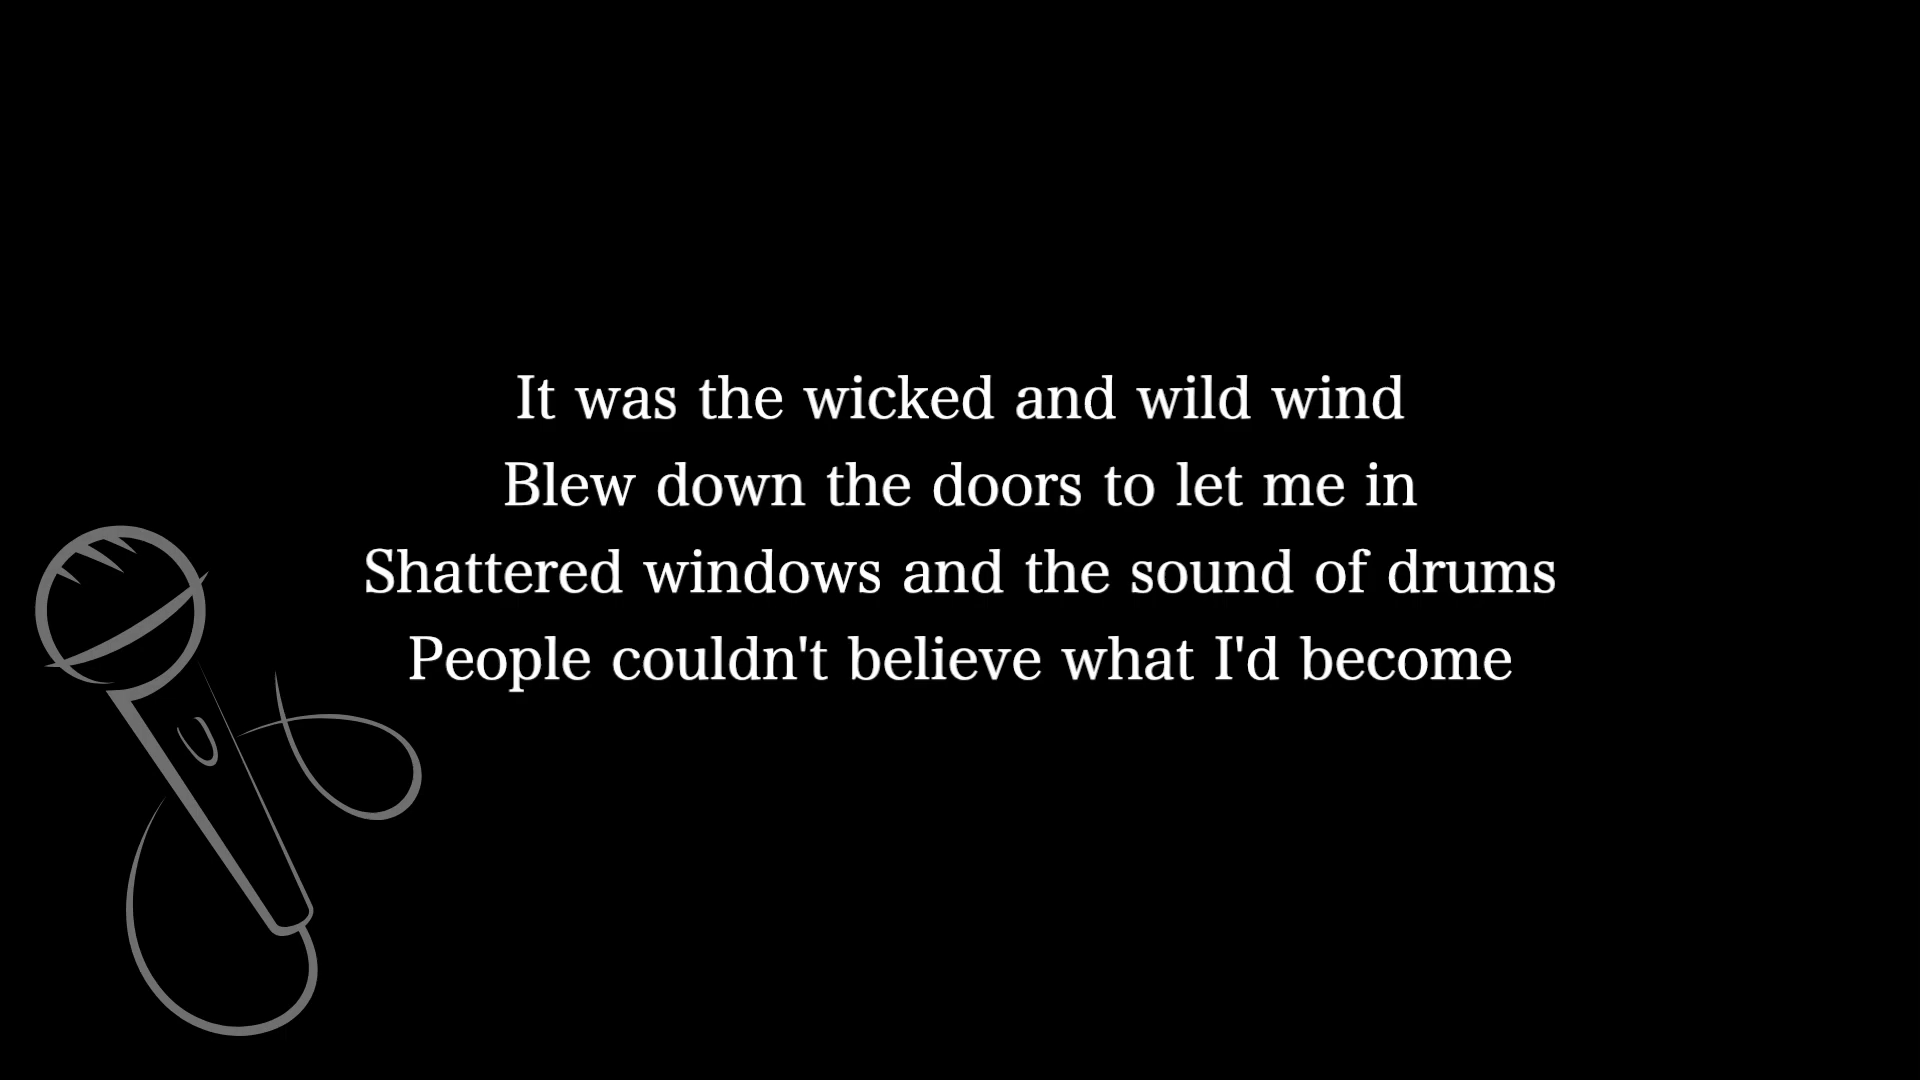 It was the wicked and wild wind
Blew down the doors to let me in
Shattered windows and the sound of drums
People couldn't believe what I'd become